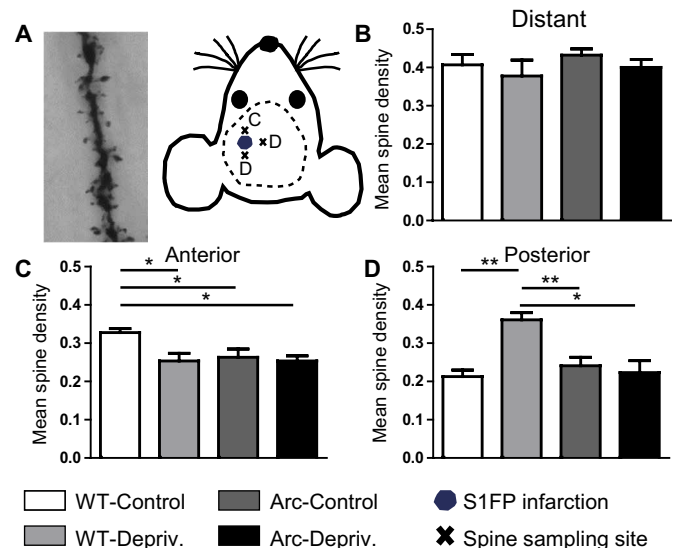 A
C
D
D
B
Distant
Mean spine density
0.5
0.4
0.3
0.2
0.1
0.0
C
Anterior
Mean spine density
0.5
0.4
0.3
0.2
0.1
0.0
*
*
*
D
Posterior
Mean spine density
0.5
0.4
0.3
0.2
0.1
0.0
**
**
*
WT-Control
Arc-Control
S1FP infarction
WT-Depriv.
Arc-Depriv.
Spine sampling site